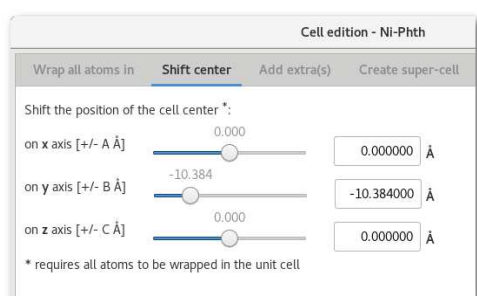 Cell edition - Ni-Phth
Wrap all atoms in Shift center Add extra(s) Create super-cell
Shift the position of the cell center *:
0.000
on x axis [+/- A Å] 0.000000 Å
-10.384
on y axis [+/- B Å] -10.384000 Å
0.000
on z axis [+/- C Å] 0.000000 Å
* requires all atoms to be wrapped in the unit cell